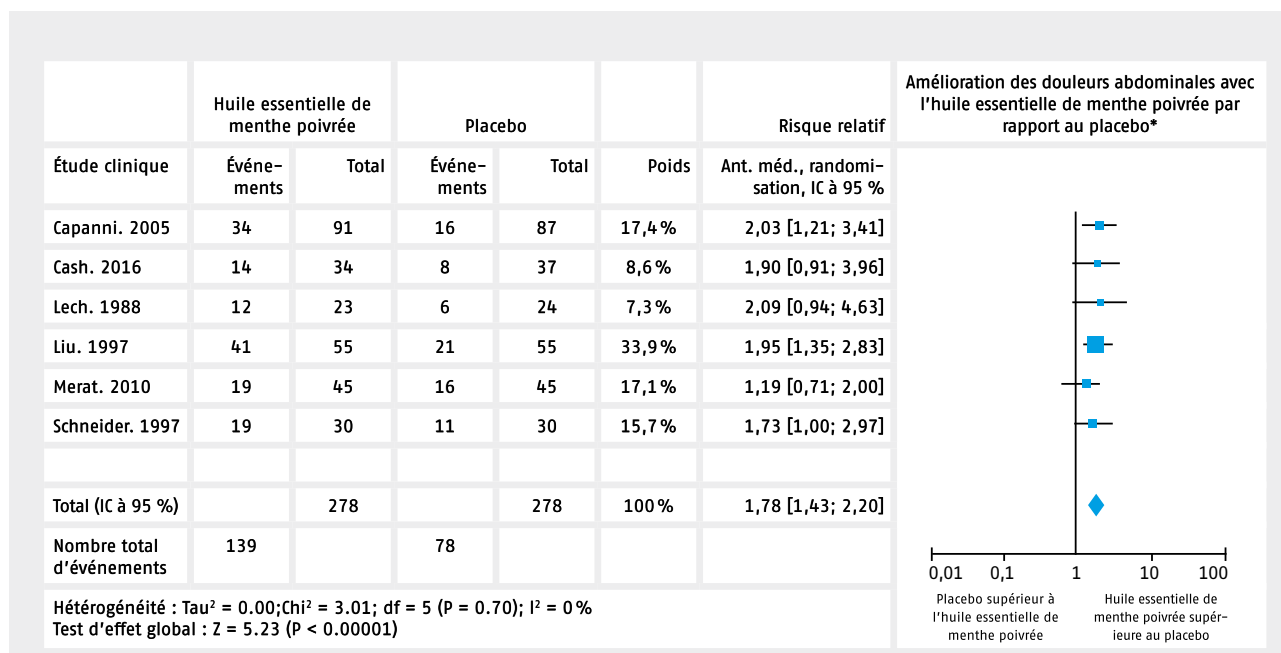 Huile essentielle de
menthe poivrée
Placebo
Risque relatif
Amélioration des douleurs abdominales avec
l'huile essentielle de menthe poivrée par
rapport au placebo*
Étude clinique
Événe-
ments
Total
Événe-
ments
Total
Poids
Ant. méd., randomi-
sation, IC à 95 %
Capanni. 2005 34 91 16 87 17,4 % 2,03 [1,21; 3,41]
Cash. 2016 14 34 8 37 8,6 % 1,90 [0,91; 3,96]
Lech. 1988 12 23 6 24 7,3 % 2,09 [0,94; 4,63]
Liu. 1997 41 55 21 55 33,9 % 1,95 [1,35; 2,83]
Merat. 2010 19 45 16 45 17,1 % 1,19 [0,71; 2,00]
Schneider. 1997 19 30 11 30 15,7 % 1,73 [1,00; 2,97]
Total (IC à 95 %) 278 278 100 % 1,78 [1,43; 2,20]
Nombre total
d'événements
139 78
Hétérogénéité : Tau² = 0.00;Chi² = 3.01; df = 5 (P = 0.70); I² = 0 %
Test d'effet global : Z = 5.23 (P < 0.00001)
0,01 0,1 1 10 100
Placebo supérieur à
l'huile essentielle de
menthe poivrée
Huile essentielle de
menthe poivrée supér-
ieure au placebo